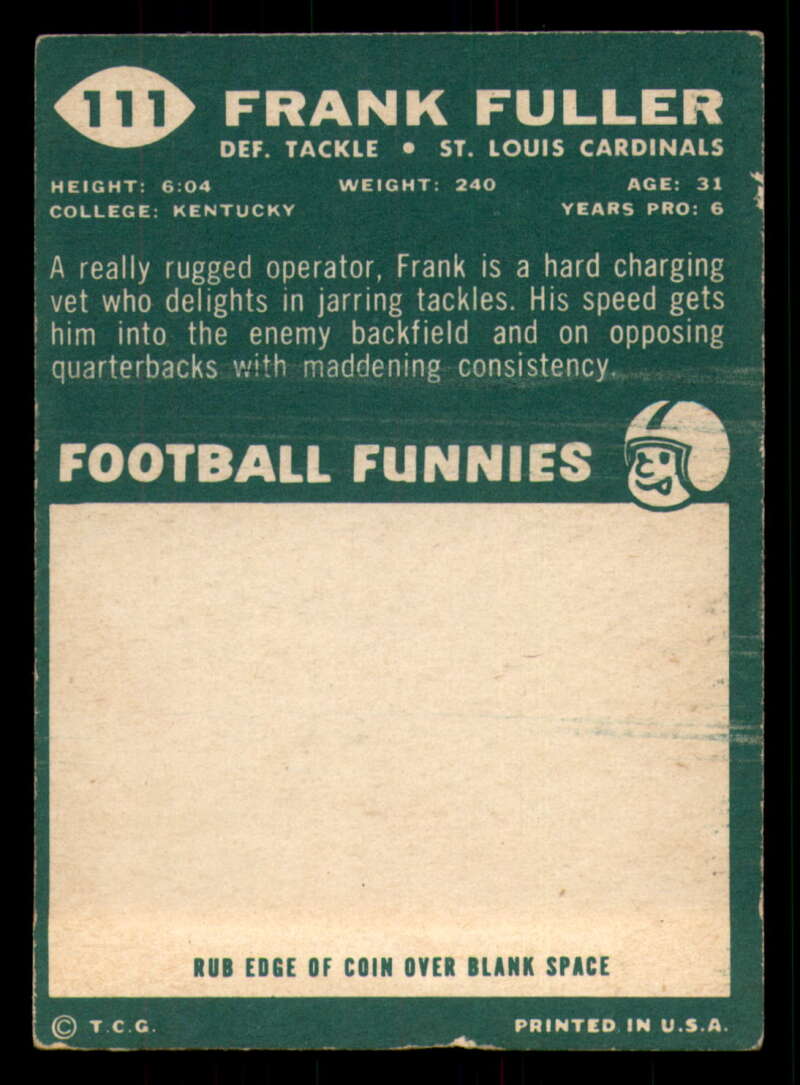 111
FRANK FULLER
DEF. TACKLE • ST. LOUIS CARDINALS
HEIGHT: 6:04 WEIGHT: 240 AGE: 31
COLLEGE: KENTUCKY YEARS PRO: 6
A really rugged operator, Frank is a hard charging
vet who delights in jarring tackles. His speed gets
him into the enemy backfield and on opposing
quarterbacks with maddening consistency.
FOOTBALL FUNNIES
RUB EDGE OF COIN OVER BLANK SPACE
© T.C.G. PRINTED IN U.S.A.